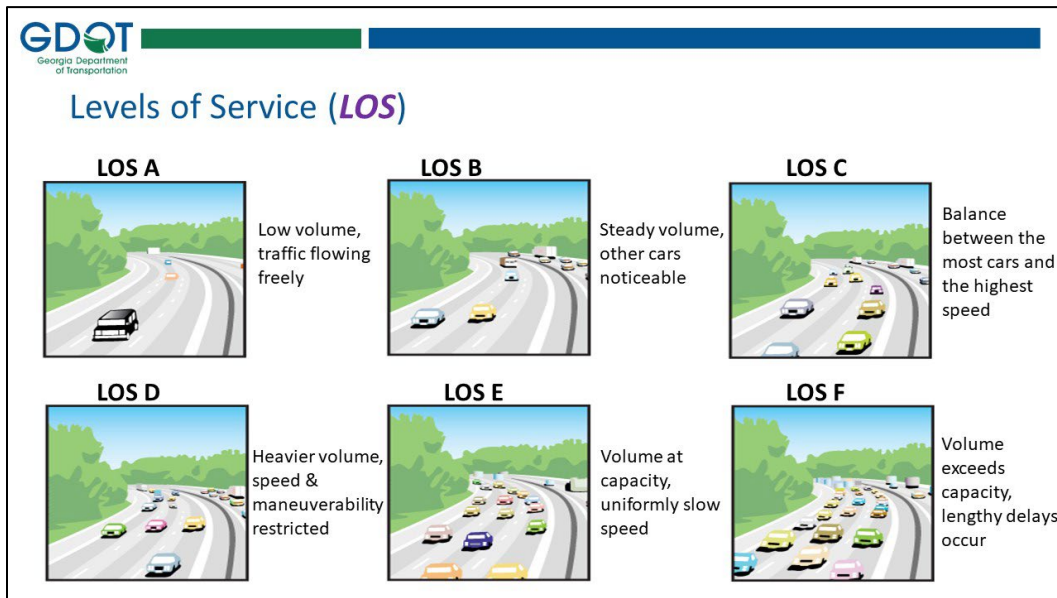 GDOT
Georgia Department
of Transportation
Levels of Service (LOS)
LOS A
Low volume,
traffic flowing
freely
LOS B
Steady volume,
other cars
noticeable
LOS C
Balance
between the
most cars and
the highest
speed
LOS D
Heavier volume,
speed &
maneuverability
restricted
LOS E
Volume at
capacity,
uniformly slow
speed
LOS F
Volume
exceeds
capacity,
lengthy delays
occur